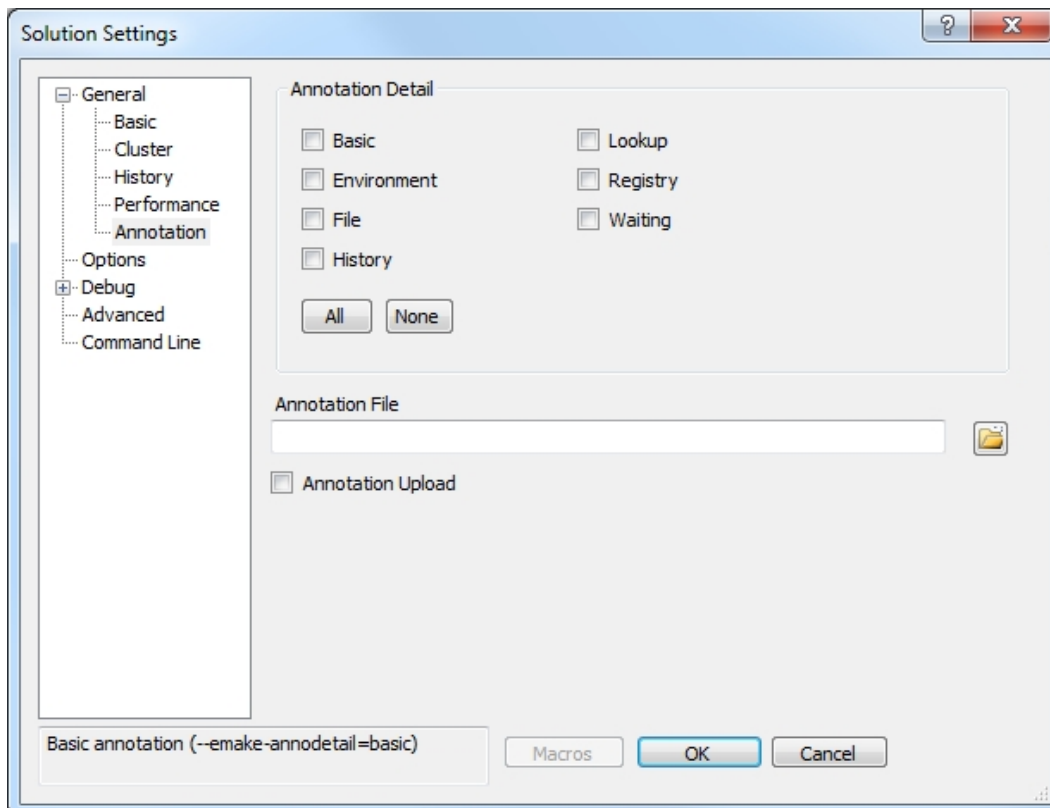 Solution Settings
General
Basic
Cluster
History
Performance
Annotation
Options
Debug
Advanced
Command Line
Annotation Detail
Basic
Lookup
Environment
Registry
File
Waiting
History
All
None
Annotation File
Annotation Upload
Basic annotation (--emake-annodetail=basic)
Macros
OK
Cancel